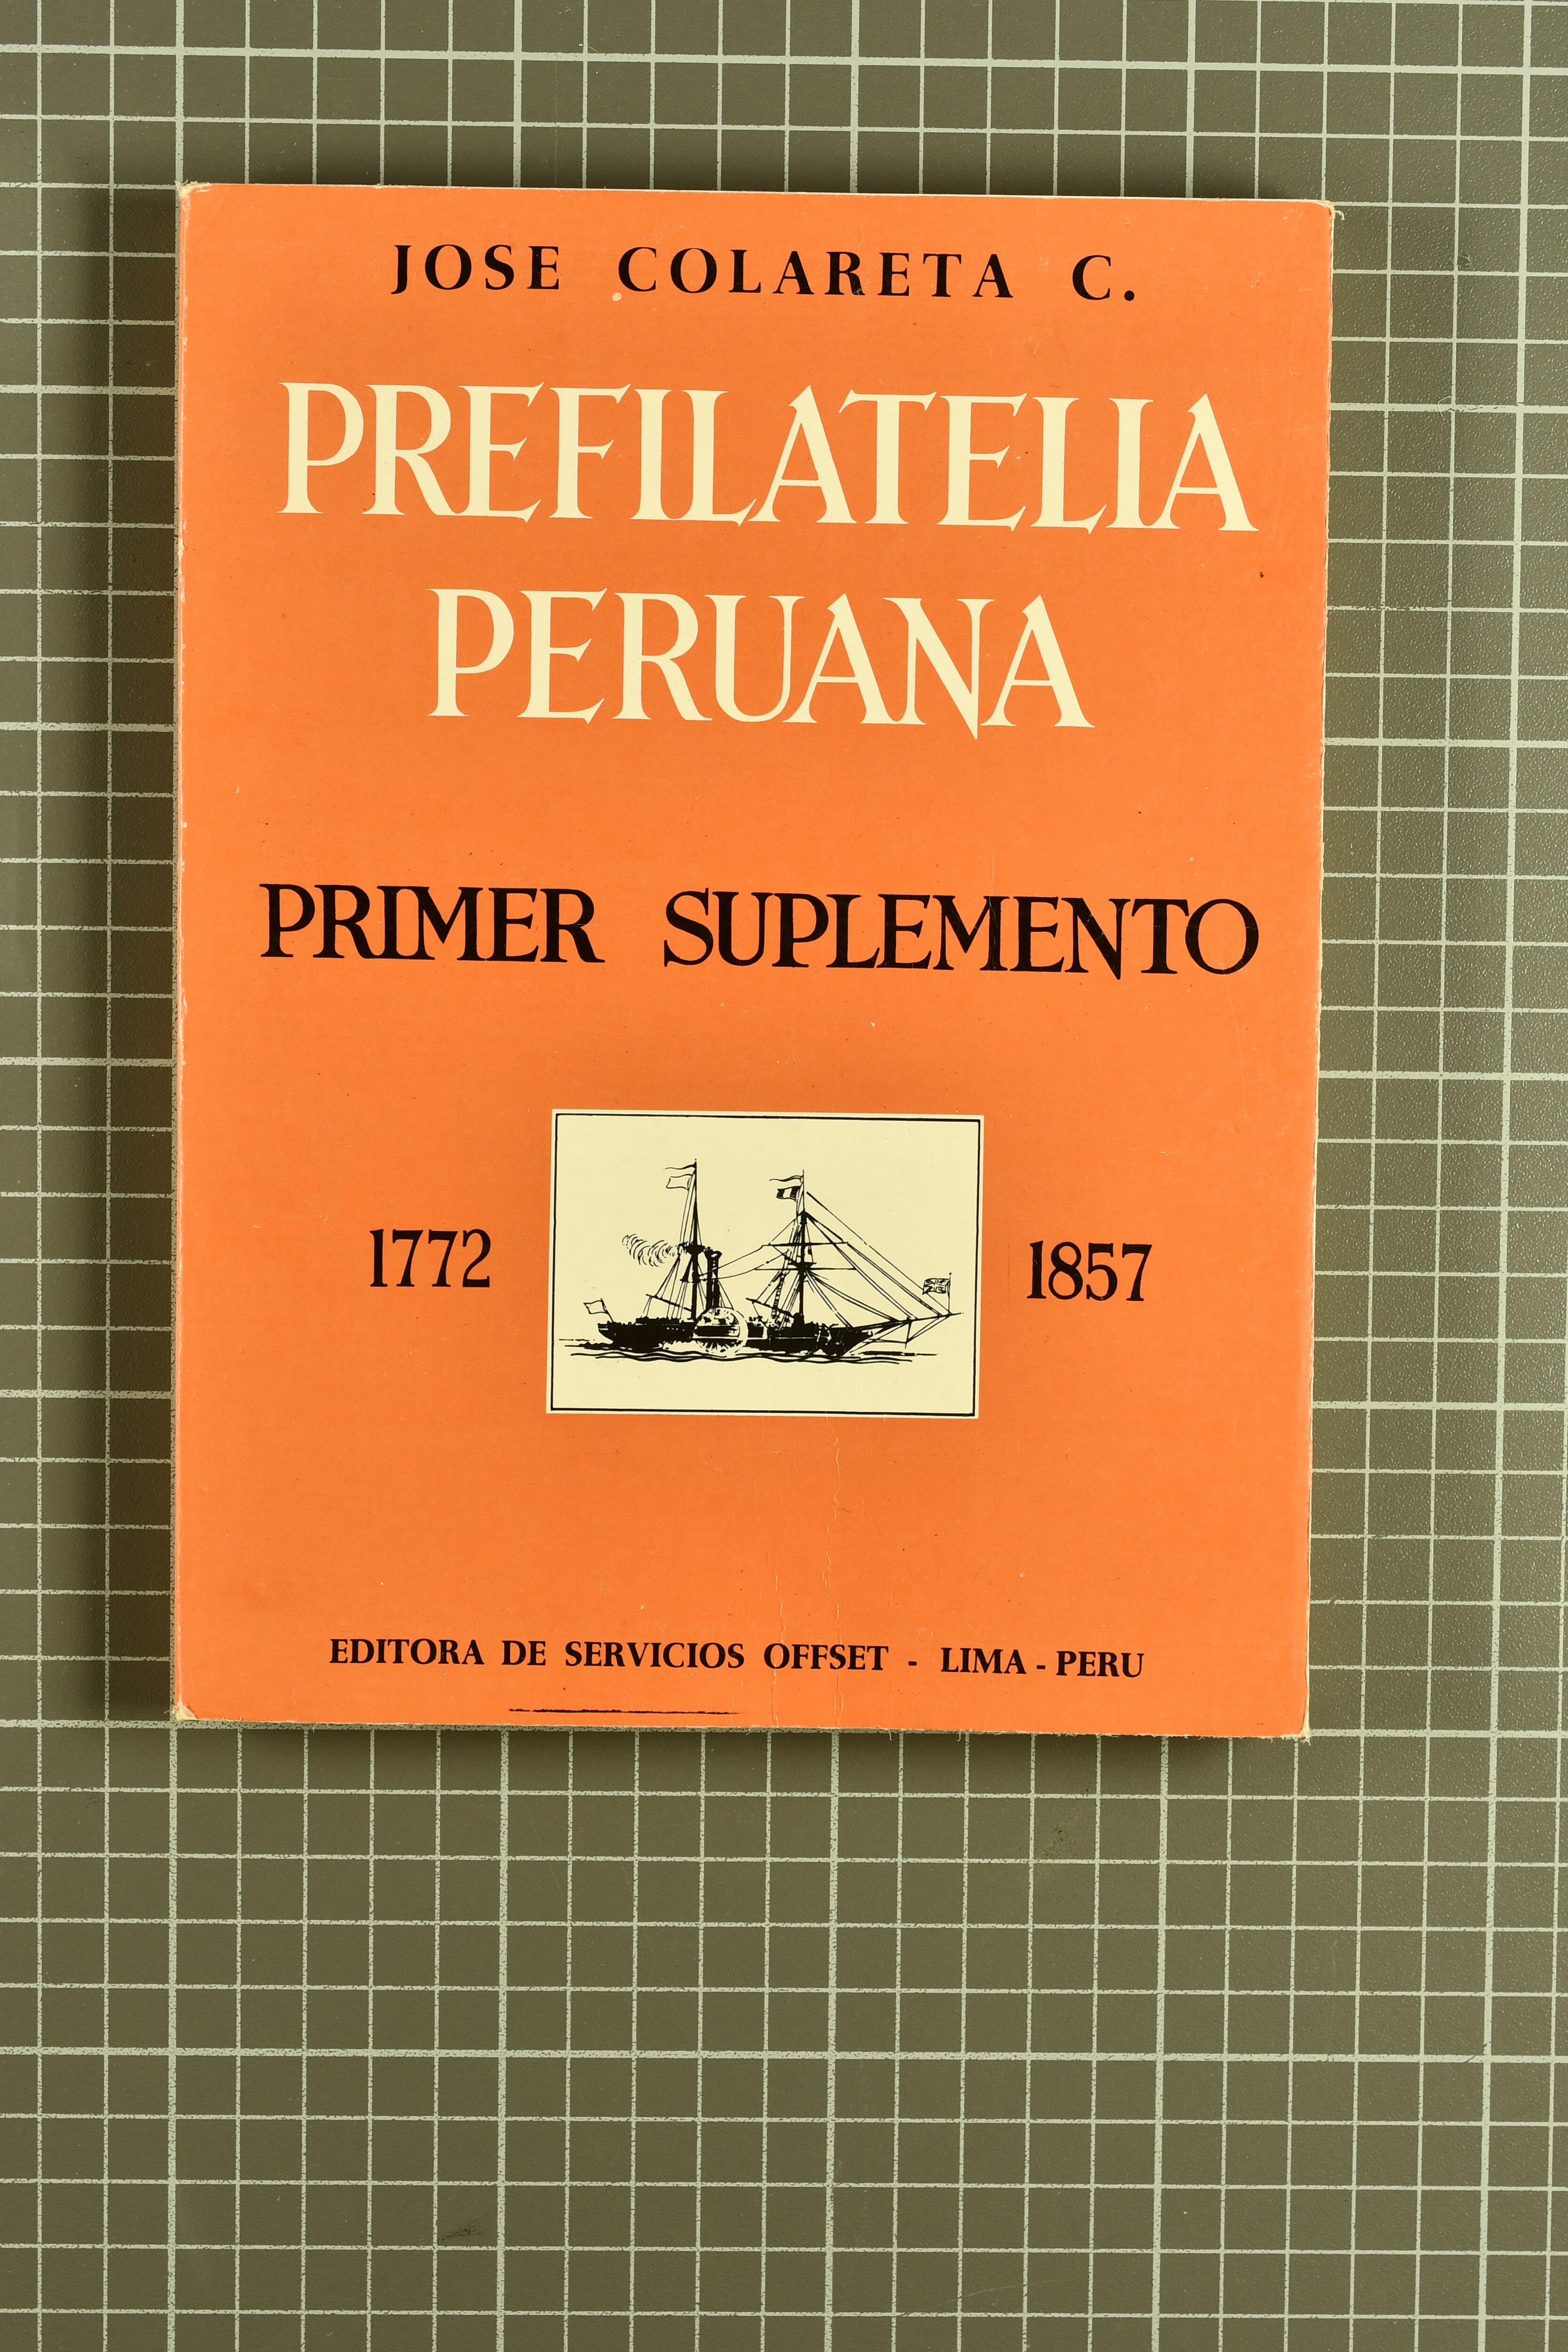 JOSE COLARETA C.
PREFILATELIA
PERUANA
PRIMER SUPLEMENTO
1772 1857
EDITORA DE SERVICIOS OFFSET - LIMA - PERU